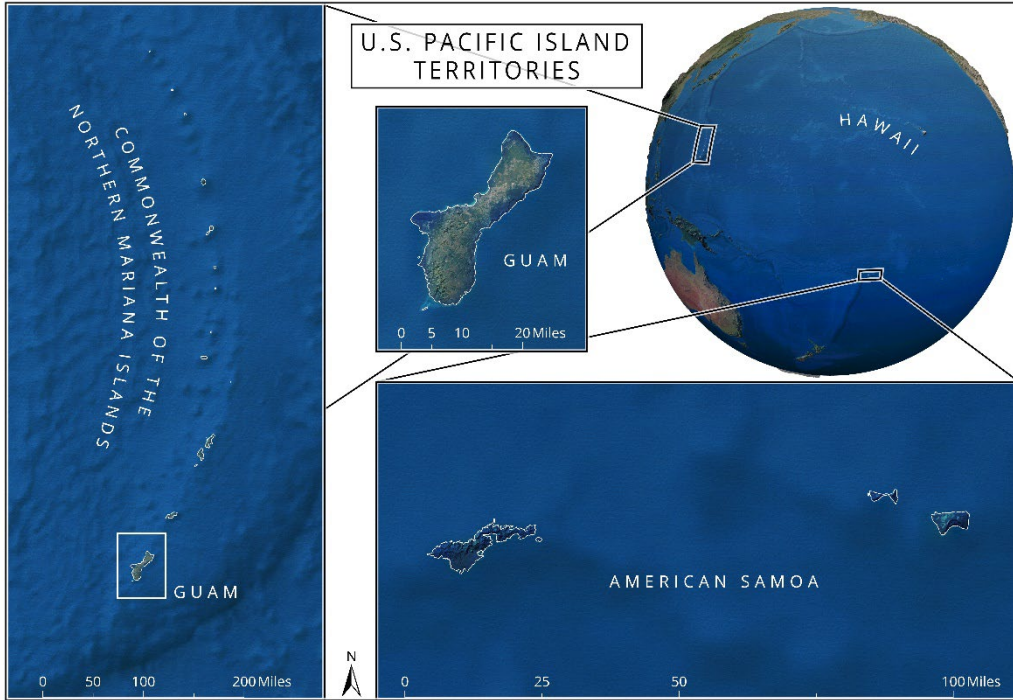 U.S. PACIFIC ISLAND
TERRITORIES
COMMONWEALTH OF THE
NORTHERN MARIANA ISLANDS
GUAM
0 50 100 200 Miles
GUAM
0 5 10 20 Miles
HAWAII
AMERICAN SAMOA
N
0 25 50 100 Miles